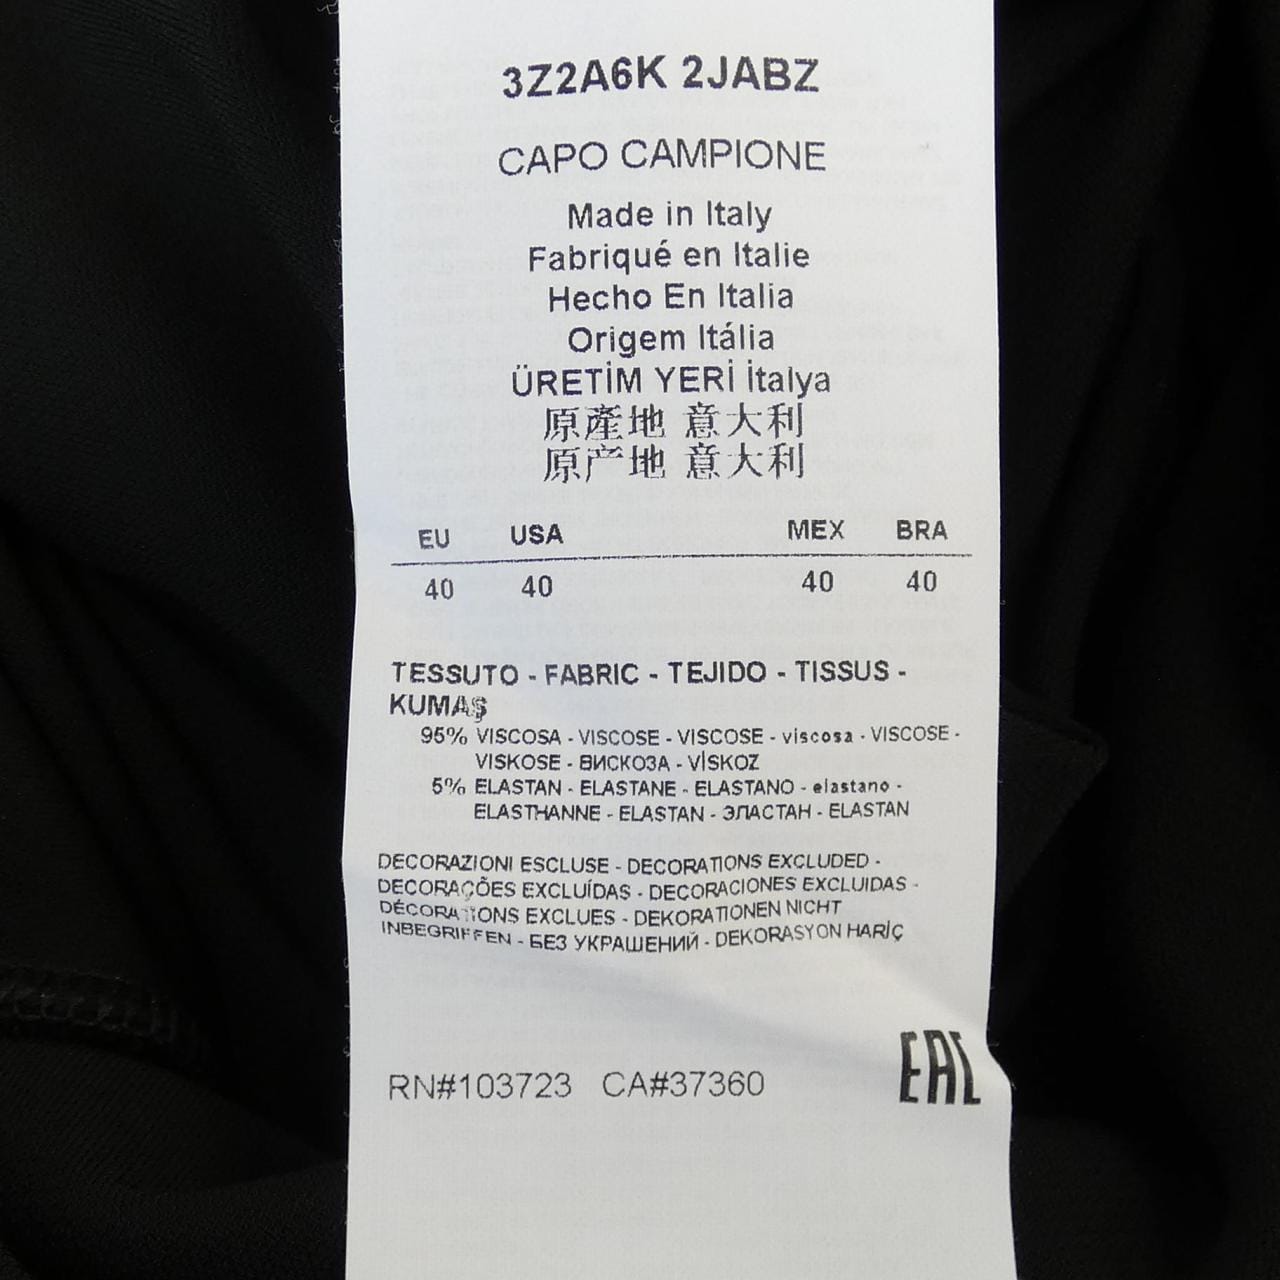 3Z2A6K 2JABZ
CAPO CAMPIONE
Made in Italy
Fabriqué en Italie
Hecho En Italia
Origem Itália
ÜRETİM YERİ İtalya
原產地 意大利
原产地 意大利
EU USA MEX BRA
40 40 40 40
TESSUTO - FABRIC - TEJIDO - TISSUS -
KUMAŞ
95% VISCOSA - VISCOSE - VISCOSE - viscosa - VISCOSE -
VISKOSE - ВИСКОЗА - VİSKOZ
5% ELASTAN - ELASTANE - ELASTANO - elastano -
ELASTHANNE - ELASTAN - ЭЛАСТАН - ELASTAN
DECORAZIONI ESCLUSE - DECORATIONS EXCLUDED -
DECORAÇÕES EXCLUÍDAS - DECORACIONES EXCLUIDAS -
DÉCORATIONS EXCLUES - DEKORATIONEN NICHT
INBEGRIFFEN - БЕЗ УКРАШЕНИЙ - DEKORASYON HARİÇ
EAC
RN#103723 CA#37360